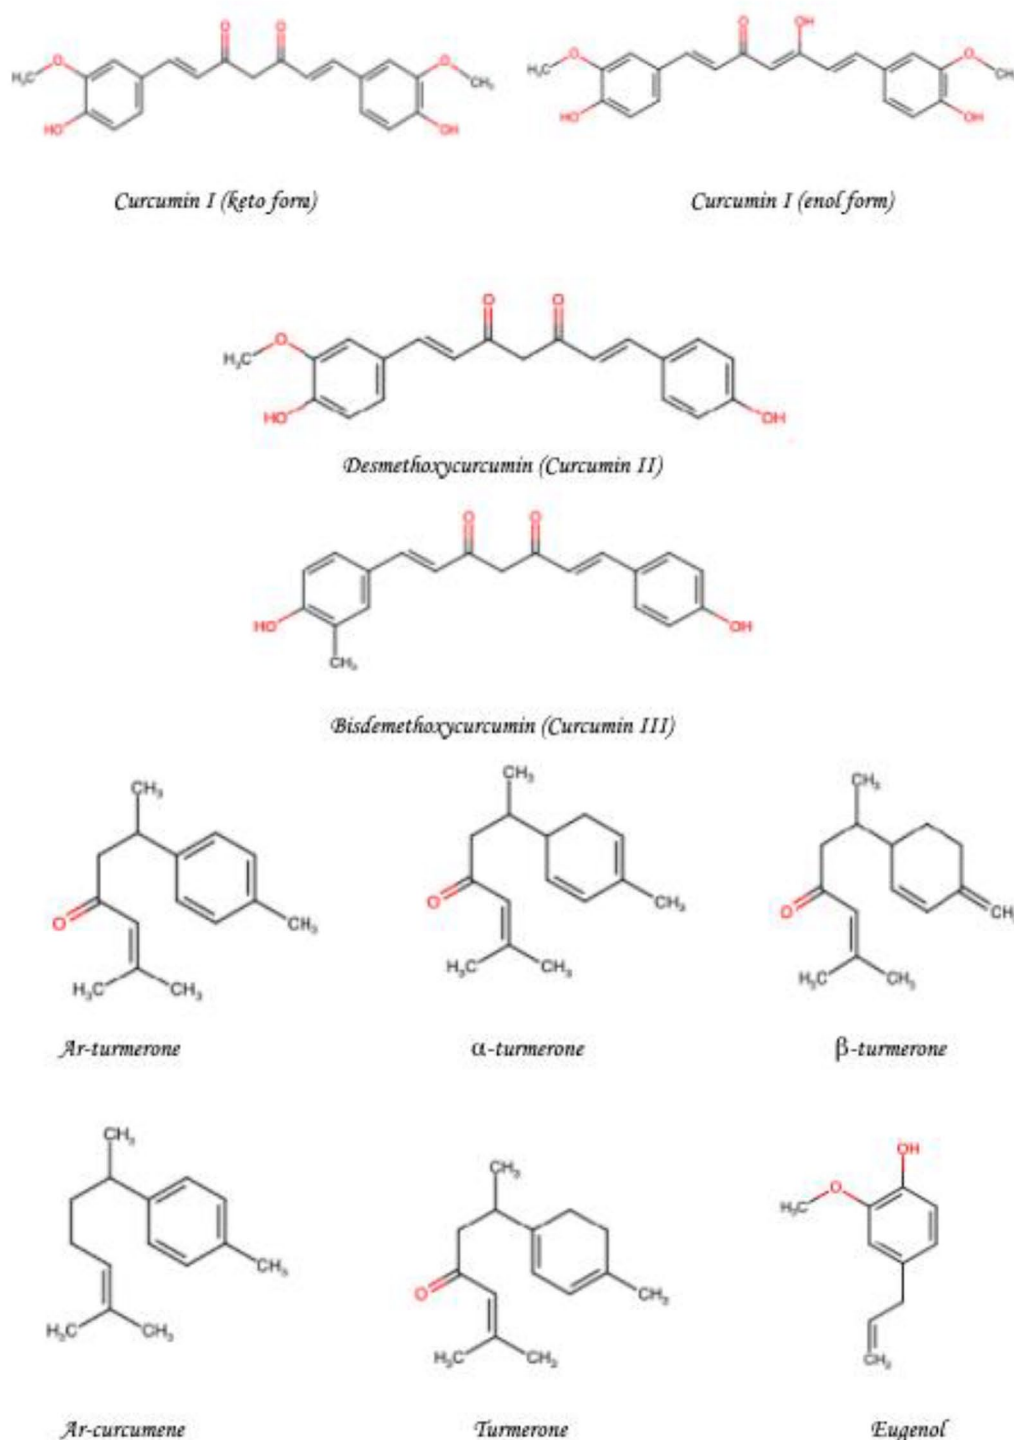 O O
O O
H₃C CH₃
HO OH
Curcumin I (keto form)
O OH
O O
H₃C CH₃
HO OH
Curcumin I (enol form)
O O
O
H₃C
HO OH
Desmethoxycurcumin (Curcumin II)
O O
HO OH
CH₃
Bisdemethoxycurcumin (Curcumin III)
CH₃
O
CH₃
H₃C CH₃
Ar-turmerone
CH₃
O
CH₃
H₃C CH₃
α-turmerone
CH₃
O
CH₂
H₃C CH₃
β-turmerone
CH₃
CH₃
H₃C CH₃
Ar-curcumene
CH₃
O
CH₃
H₃C CH₃
Turmerone
OH
O
H₃C
CH₂
Eugenol